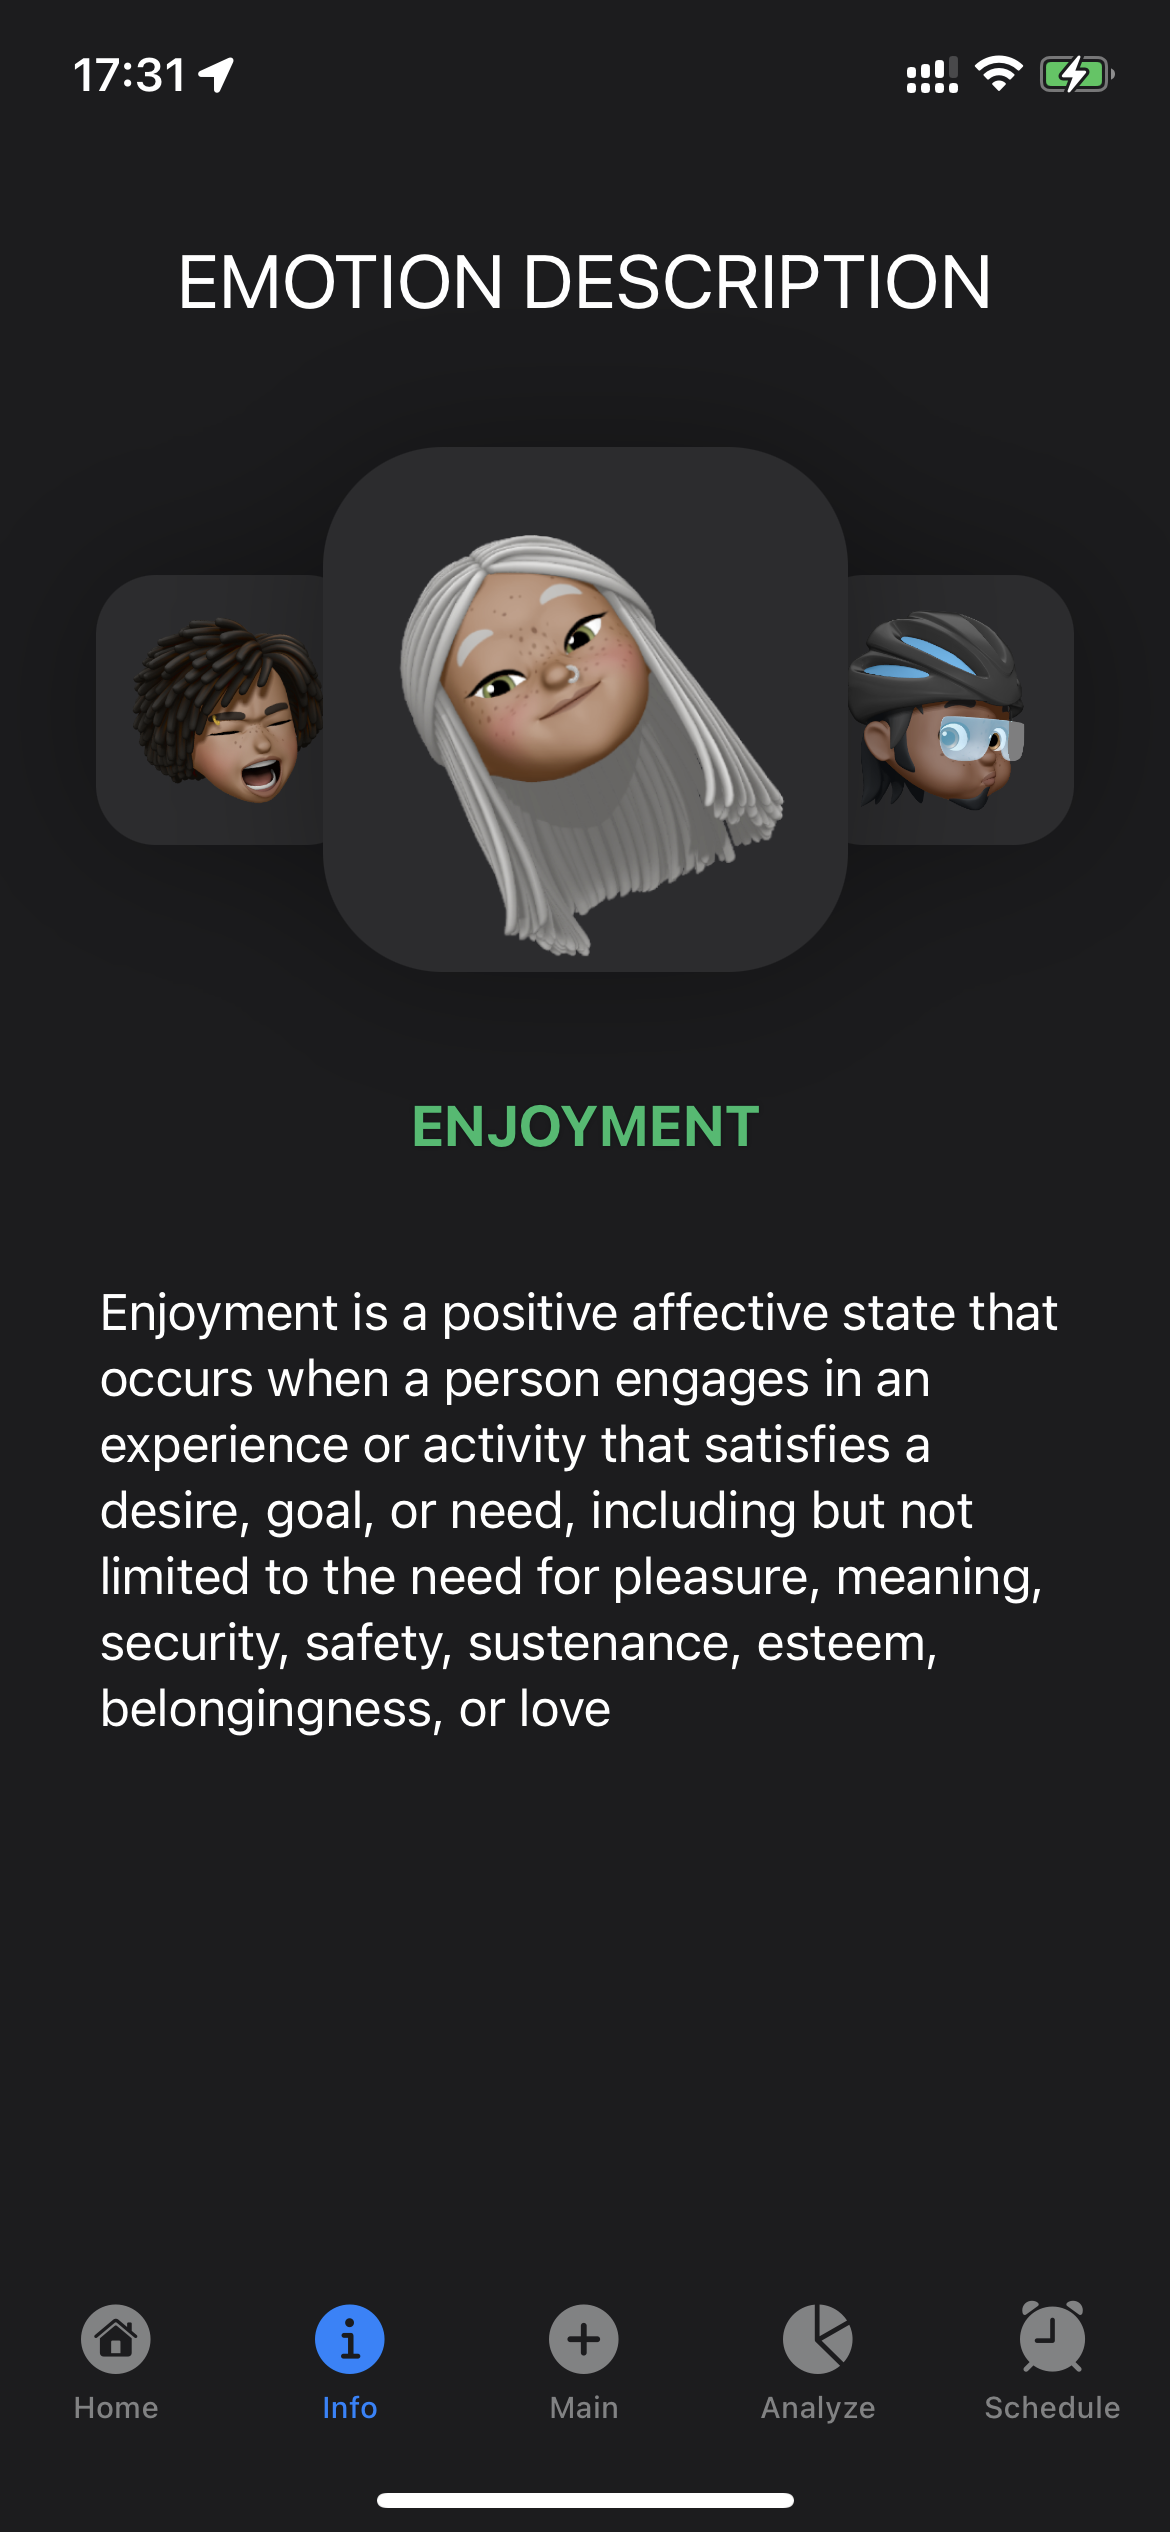 17:31
EMOTION DESCRIPTION
ENJOYMENT
Enjoyment is a positive affective state that
occurs when a person engages in an
experience or activity that satisfies a
desire, goal, or need, including but not
limited to the need for pleasure, meaning,
security, safety, sustenance, esteem,
belongingness, or love
Home
Info
Main
Analyze
Schedule